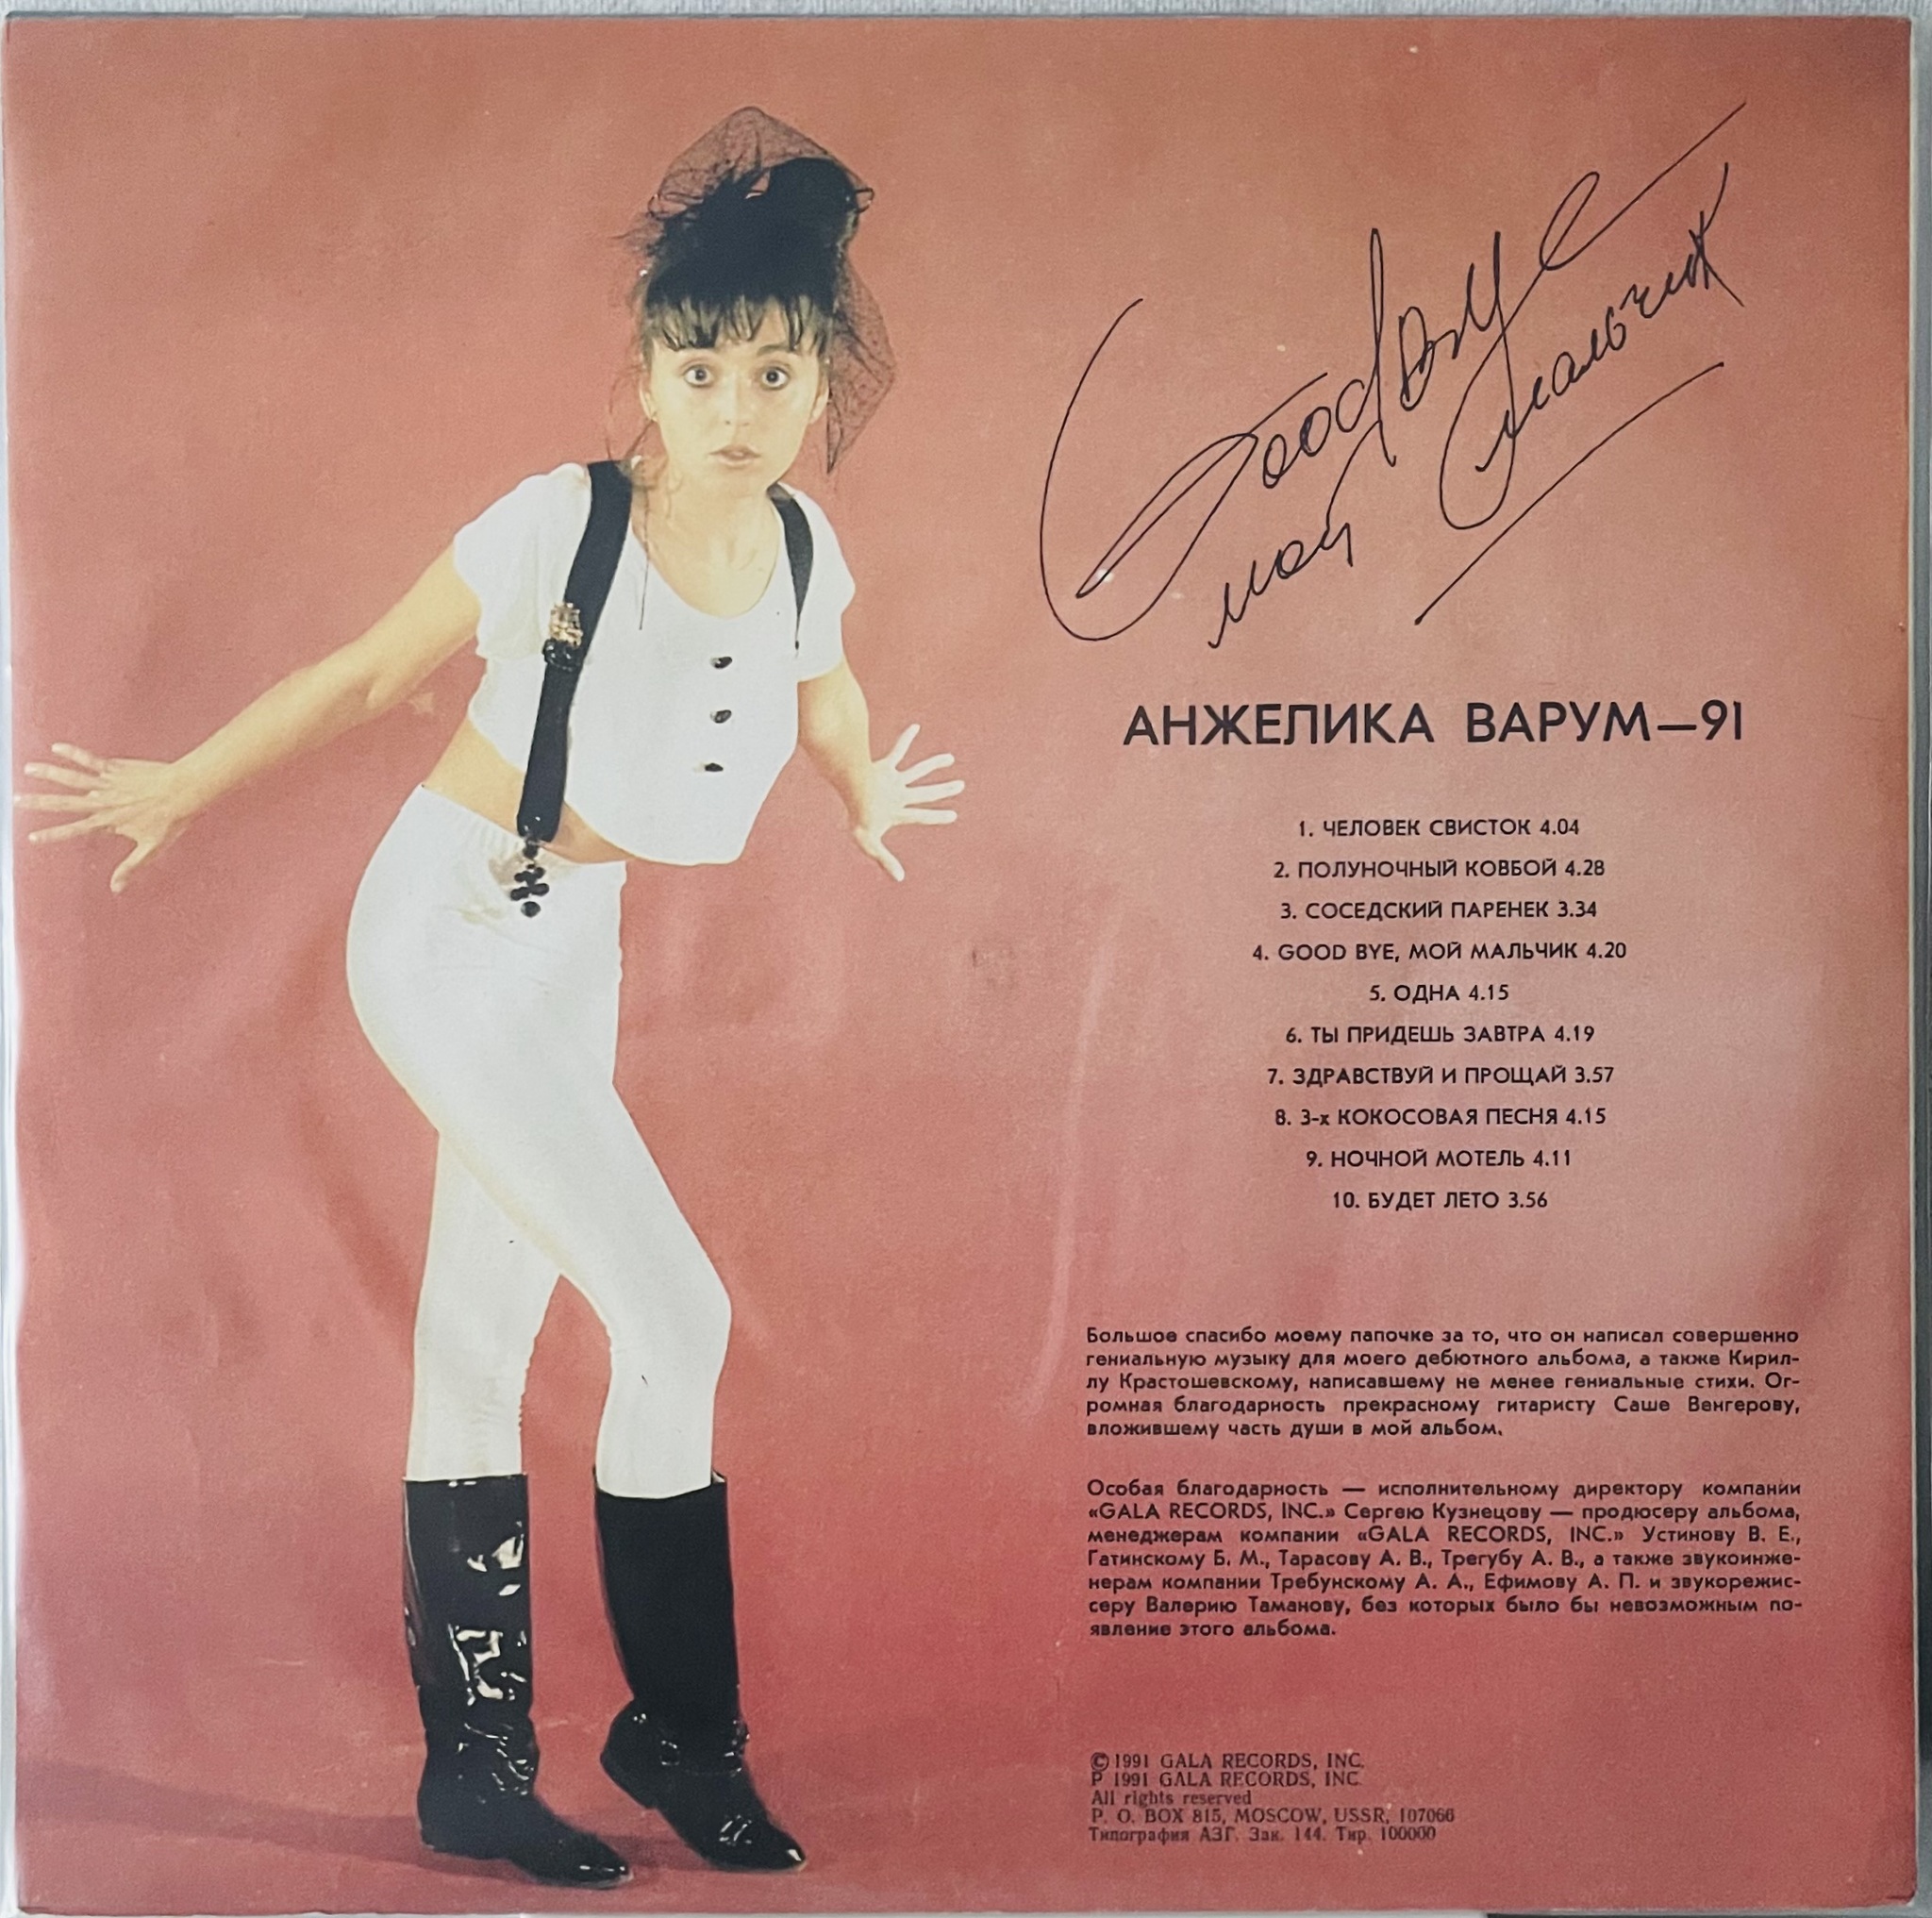 Good bye
мой мальчик
АНЖЕЛИКА ВАРУМ—91
1. ЧЕЛОВЕК СВИСТОК 4.04
2. ПОЛУНОЧНЫЙ КОВБОЙ 4.28
3. СОСЕДСКИЙ ПАРЕНЕК 3.34
4. GOOD BYE, МОЙ МАЛЬЧИК 4.20
5. ОДНА 4.15
6. ТЫ ПРИДЕШЬ ЗАВТРА 4.19
7. ЗДРАВСТВУЙ И ПРОЩАЙ 3.57
8. 3-х КОКОСОВАЯ ПЕСНЯ 4.15
9. НОЧНОЙ МОТЕЛЬ 4.11
10. БУДЕТ ЛЕТО 3.56
Большое спасибо моему папочке за то, что он написал совершенно
гениальную музыку для моего дебютного альбома, а также Кирил-
лу Крастошевскому, написавшему не менее гениальные стихи. Ог-
ромная благодарность прекрасному гитаристу Саше Венгерову,
вложившему часть души в мой альбом.
Особая благодарность — исполнительному директору компании
«GALA RECORDS, INC.» Сергею Кузнецову — продюсеру альбома,
менеджерам компании «GALA RECORDS, INC.» Устинову В. Е.,
Гатинскому Б. М., Тарасову А. В., Трегубу А. В., а также звукоинже-
нерам компании Требунскому А. А., Ефимову А. П. и звукорежис-
серу Валерию Таманову, без которых было бы невозможным по-
явление этого альбома.
© 1991 GALA RECORDS, INC.
P 1991 GALA RECORDS, INC
All rights reserved
P. O. BOX 815, MOSCOW, USSR, 107066
Типография АЗГ. Зак. 144. Тир. 100000